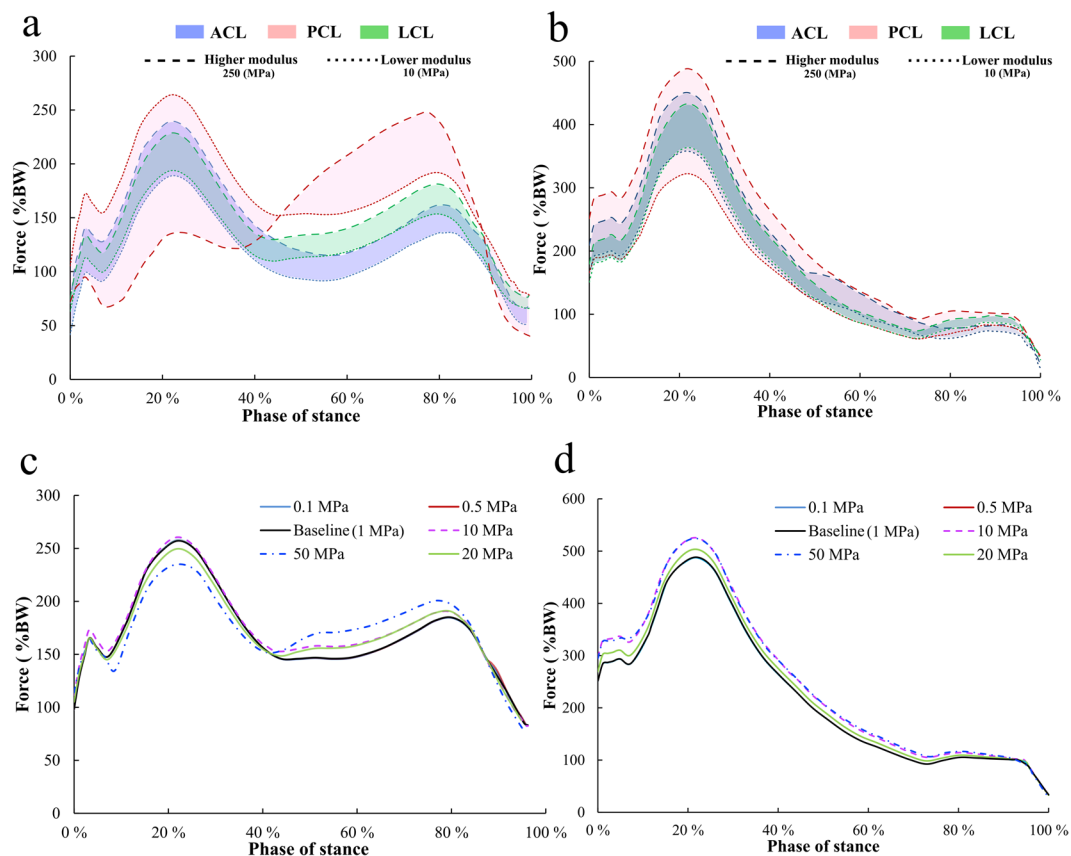 a
ACL PCL LCL
Higher modulus
250 (MPa)
Lower modulus
10 (MPa)
300
250
200
150
100
50
0
Force ( %BW)
0 %
20 %
40 %
60 %
80 %
100 %
Phase of stance
b
ACL PCL LCL
Higher modulus
250 (MPa)
Lower modulus
10 (MPa)
500
400
300
200
100
0
Force ( %BW)
0 %
20 %
40 %
60 %
80 %
100 %
Phase of stance
c
0.1 MPa
0.5 MPa
Baseline (1 MPa)
10 MPa
50 MPa
20 MPa
300
250
200
150
100
50
0
Force ( %BW)
0 %
20 %
40 %
60 %
80 %
100 %
Phase of stance
d
0.1 MPa
0.5 MPa
Baseline (1 MPa)
10 MPa
50 MPa
20 MPa
600
500
400
300
200
100
0
Force ( %BW)
0 %
20 %
40 %
60 %
80 %
100 %
Phase of stance